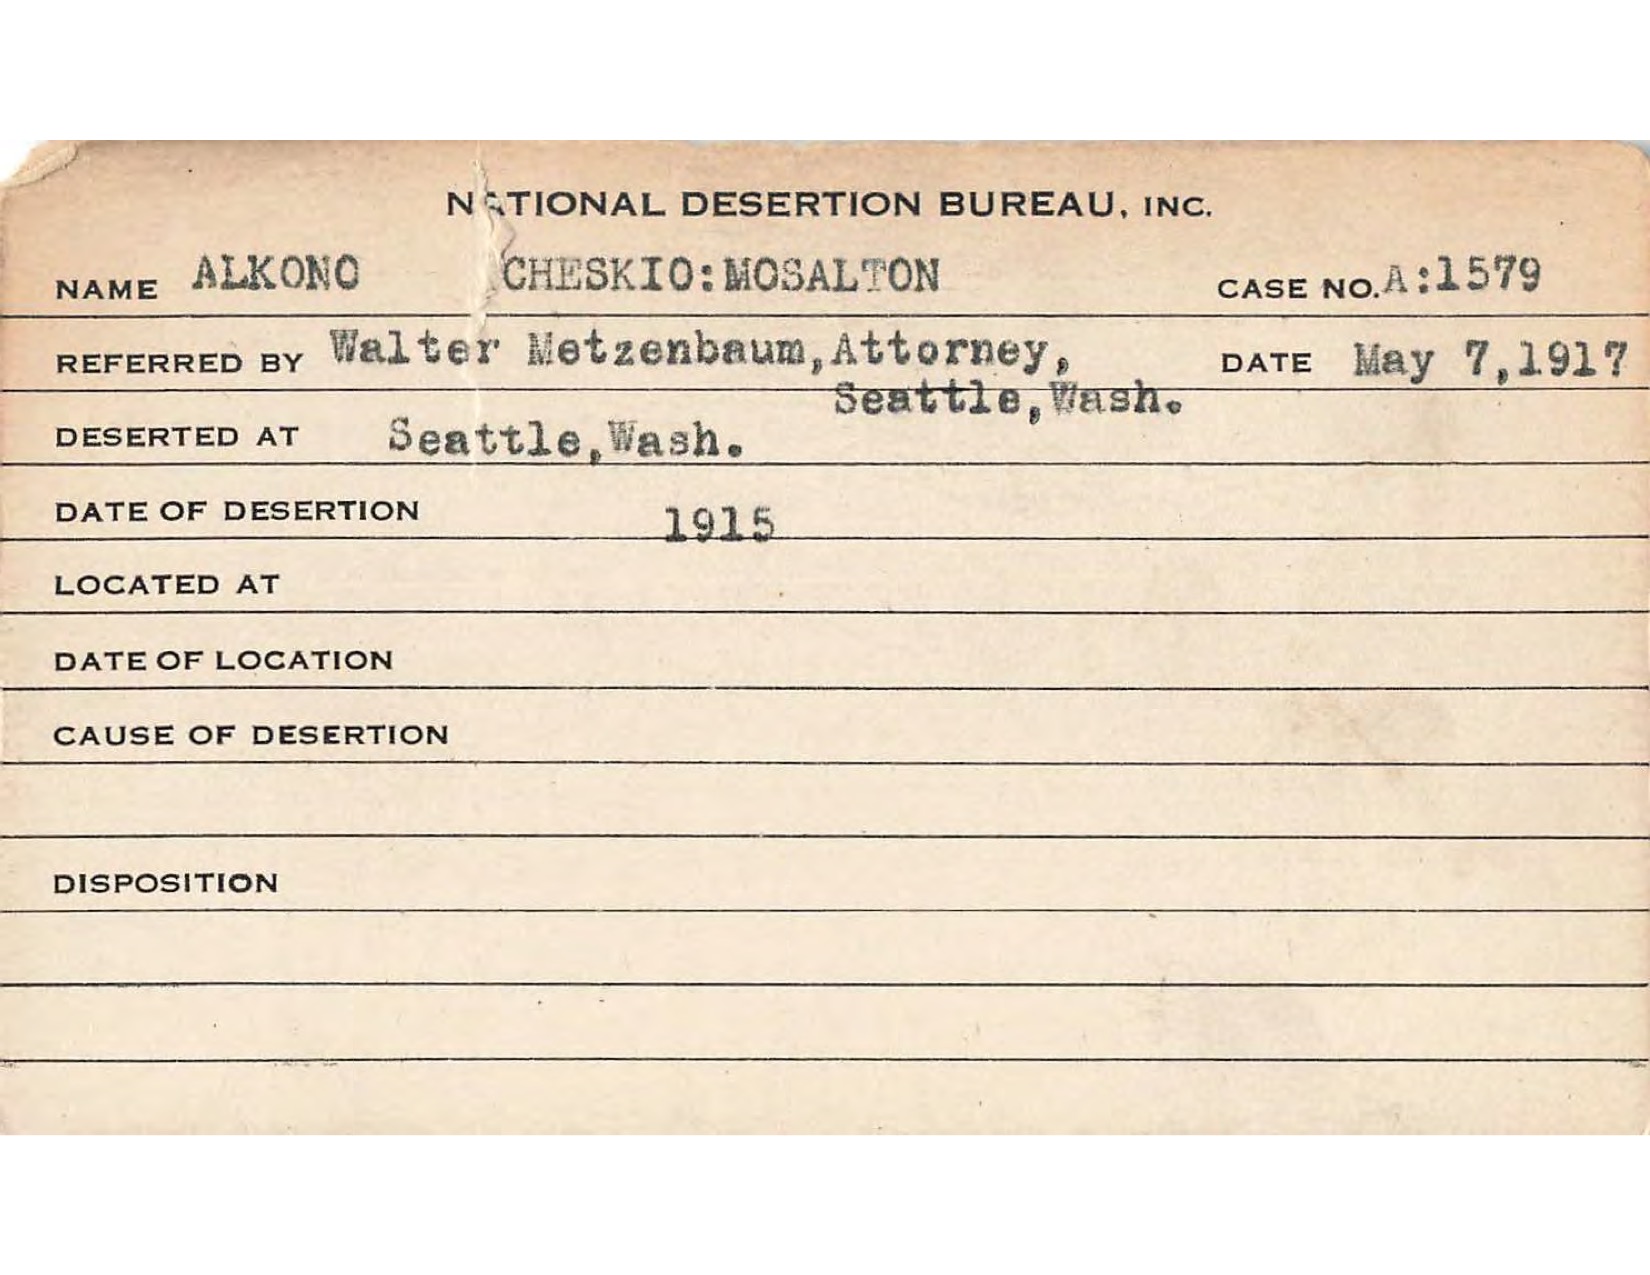 NATIONAL DESERTION BUREAU, INC.
NAME ALKONO CHESKIO:MOSALTON CASE NO. A:1579
REFERRED BY Walter Metzenbaum, Attorney, DATE May 7, 1917
Seattle, Wash.
DESERTED AT Seattle, Wash.
DATE OF DESERTION 1915
LOCATED AT
DATE OF LOCATION
CAUSE OF DESERTION
DISPOSITION